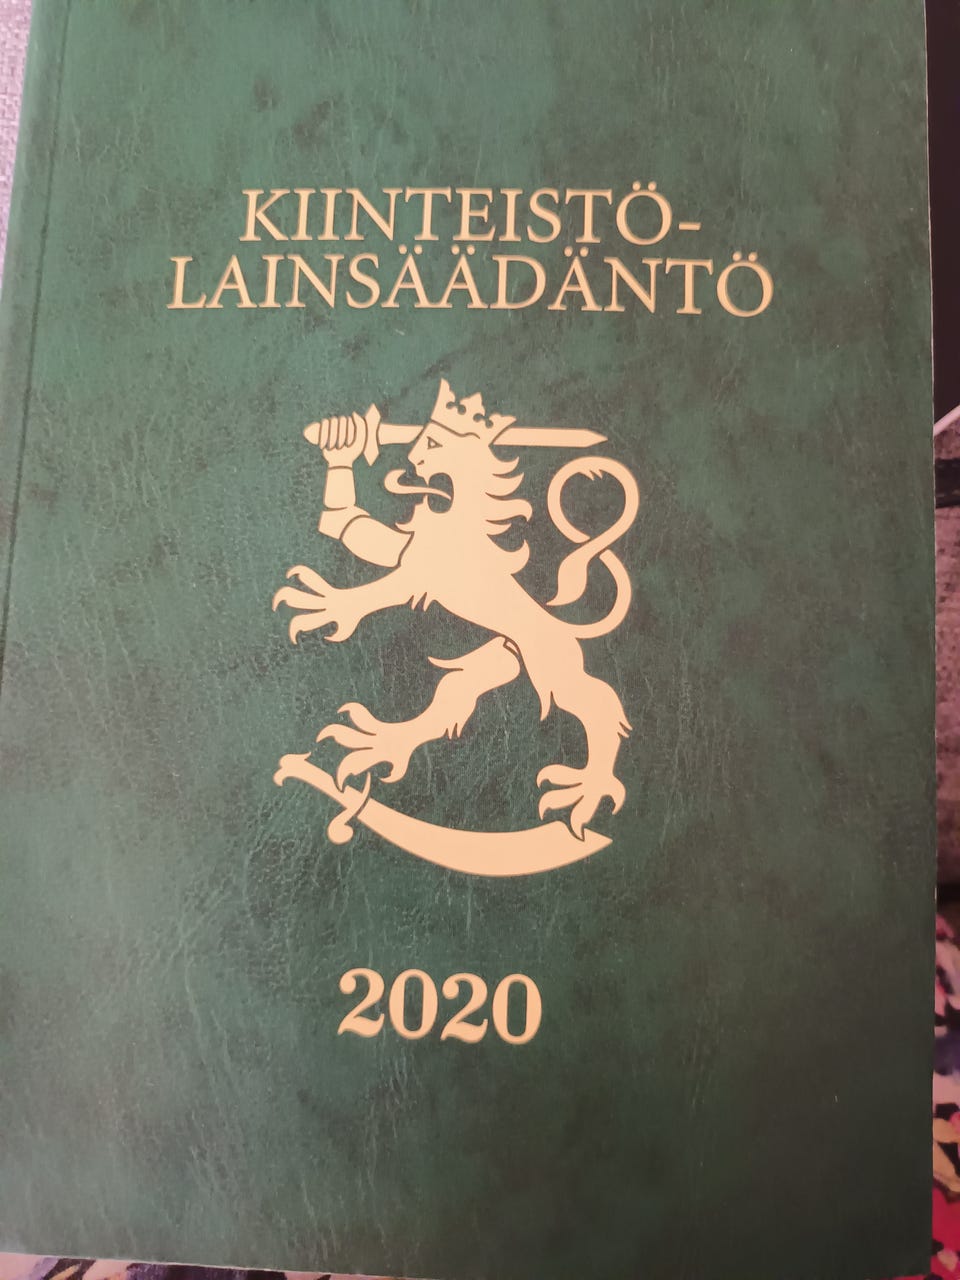 KIINTEISTÖ-
LAINSÄÄDÄNTÖ
2020